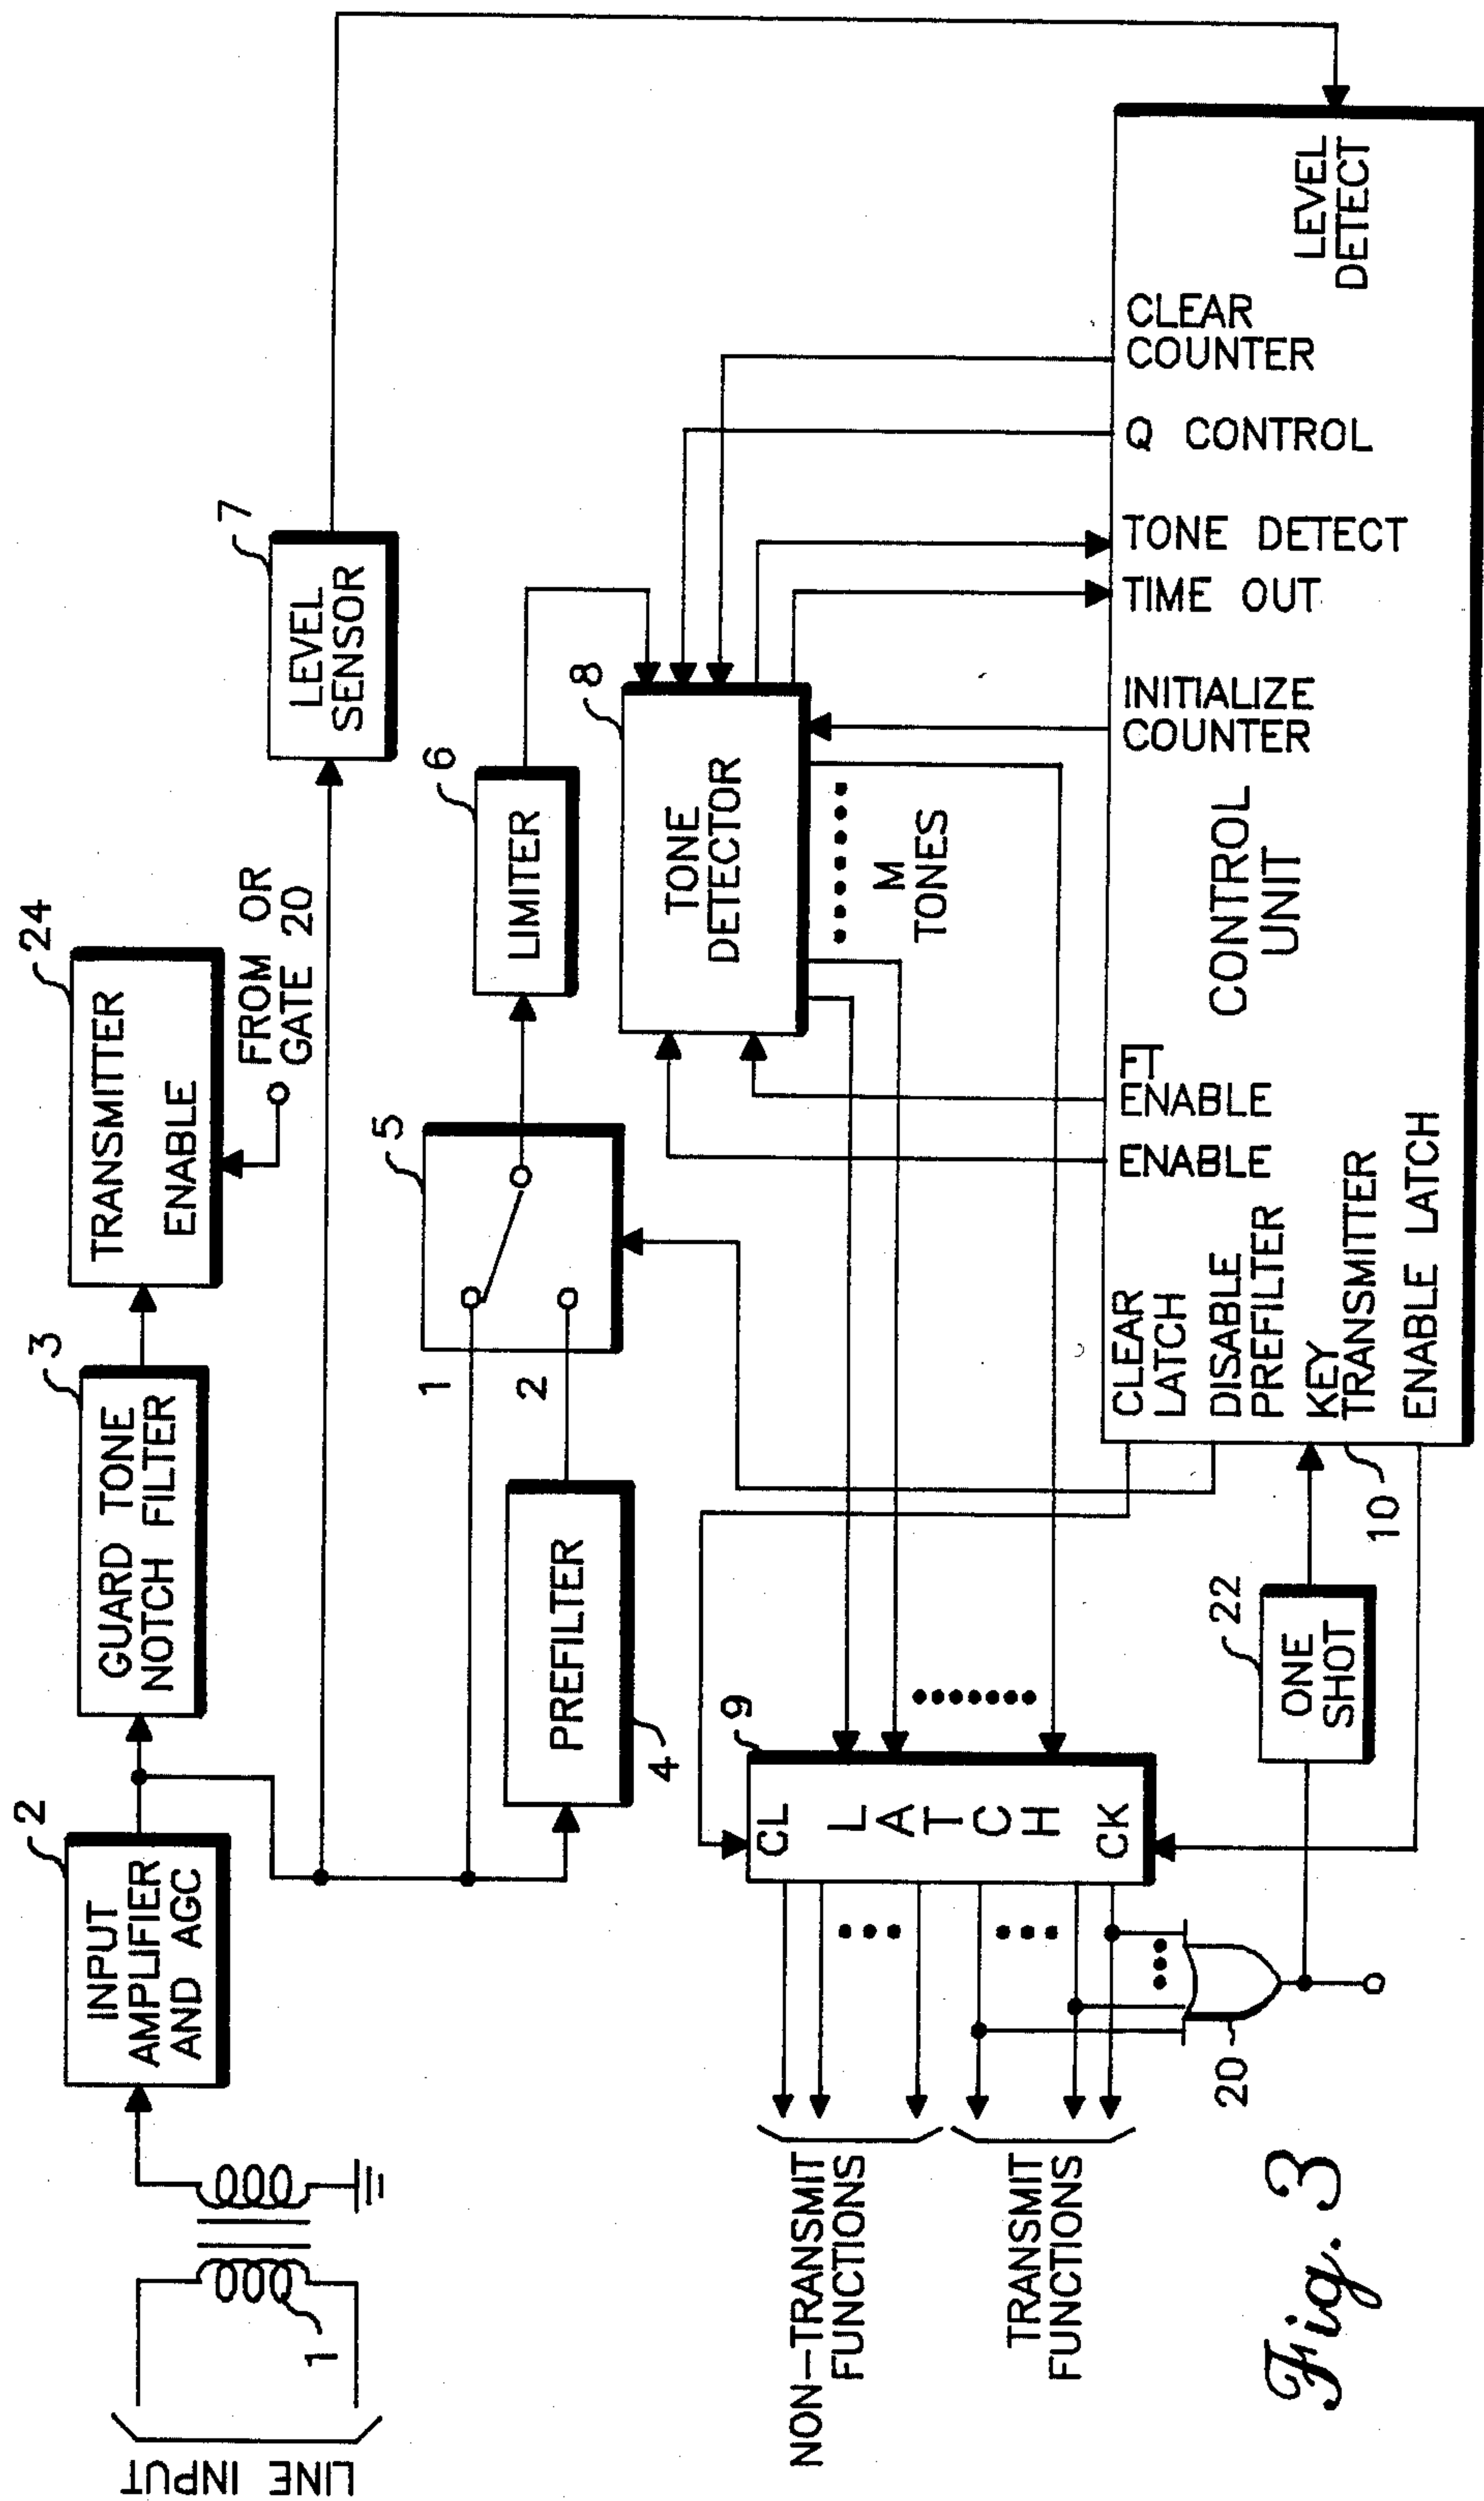 LINE INPUT
1
INPUT
AMPLIFIER
AND AGC
2
GUARD TONE
NOTCH FILTER
3
TRANSMITTER
ENABLE
24
FROM OR
GATE 20
LEVEL
SENSOR
7
PREFILTER
4
1
2
5
LIMITER
6
TONE
DETECTOR
8
M
TONES
CL
LATCH
CK
9
NON-TRANSMIT
FUNCTIONS
TRANSMIT
FUNCTIONS
20
ONE
SHOT
22
10
CLEAR
LATCH
DISABLE
PREFILTER
KEY
TRANSMITTER
ENABLE LATCH
ENABLE
FT
ENABLE
CONTROL
UNIT
INITIALIZE
COUNTER
TIME OUT
TONE DETECT
Q CONTROL
CLEAR
COUNTER
LEVEL
DETECT
Fig. 3